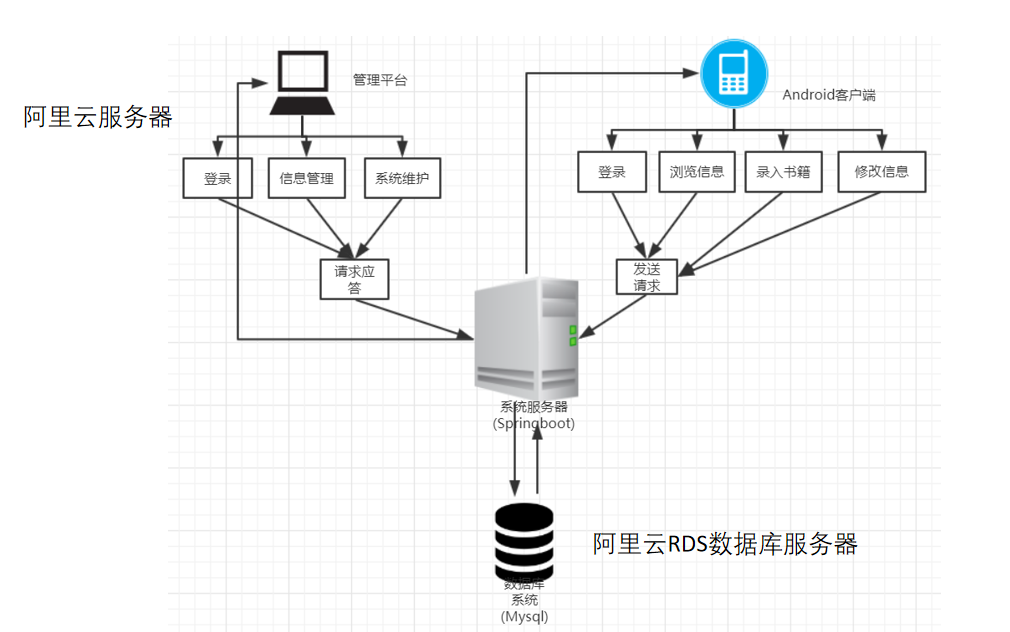 管理平台
Android客户端
阿里云服务器
登录
信息管理
系统维护
登录
浏览信息
录入书籍
修改信息
请求应
答
发送
请求
系统服务器
(Springboot)
阿里云RDS数据库服务器
数据库
系统
(Mysql)